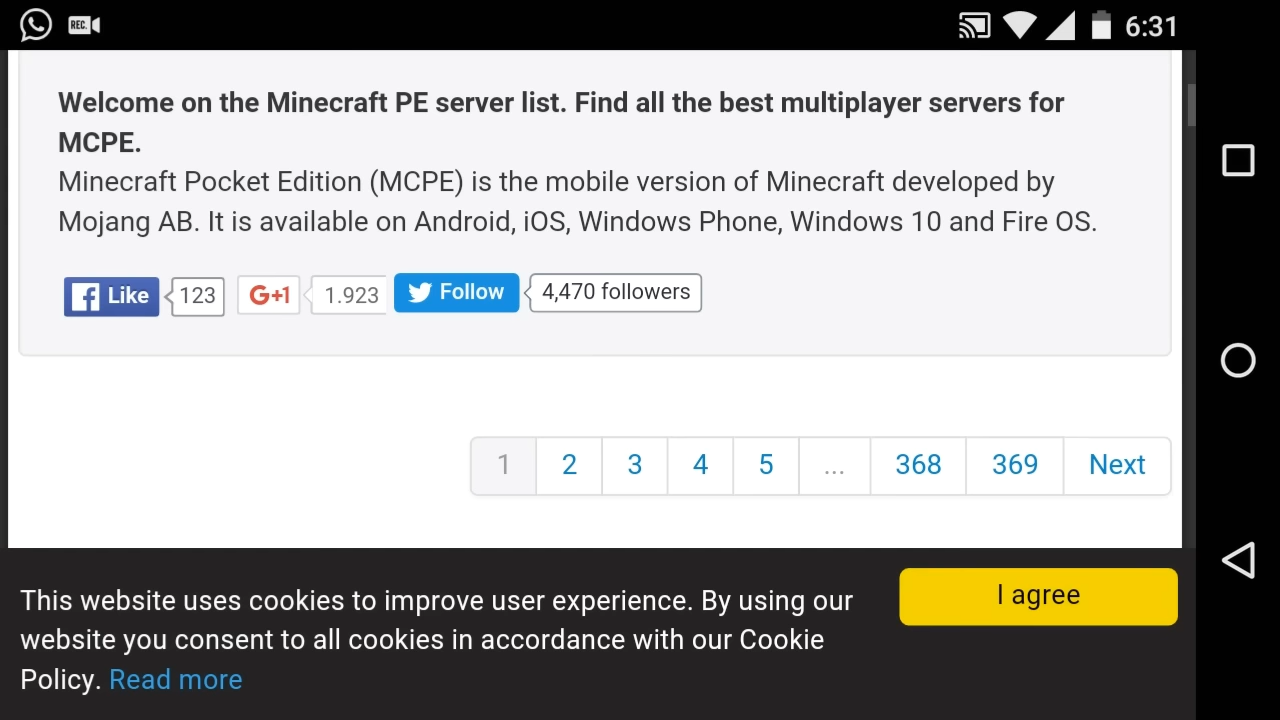 REC. 6:31
Welcome on the Minecraft PE server list. Find all the best multiplayer servers for
MCPE.
Minecraft Pocket Edition (MCPE) is the mobile version of Minecraft developed by
Mojang AB. It is available on Android, iOS, Windows Phone, Windows 10 and Fire OS.
f Like 123 G+1 1.923 Follow 4,470 followers
1 2 3 4 5 ... 368 369 Next
This website uses cookies to improve user experience. By using our
website you consent to all cookies in accordance with our Cookie
Policy. Read more
I agree